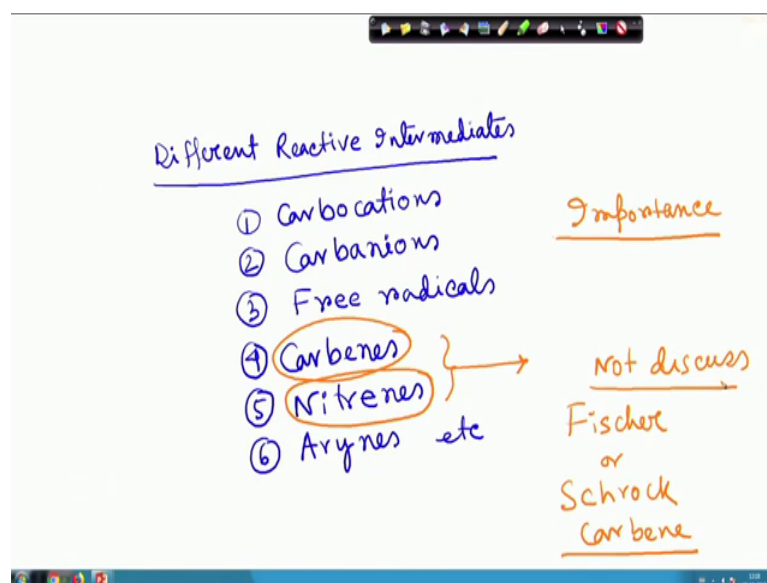 Different Reactive Intermediates
① Carbocations
② Carbanions
③ Free radicals
④ Carbenes
⑤ Nitrenes
⑥ Arynes etc
Importance
Not discuss
Fischer
or
Schrock
Carbene